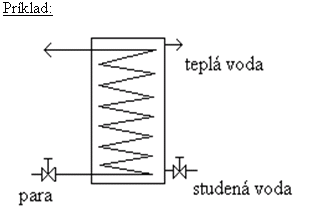 Príklad:
teplá voda
para
studená voda